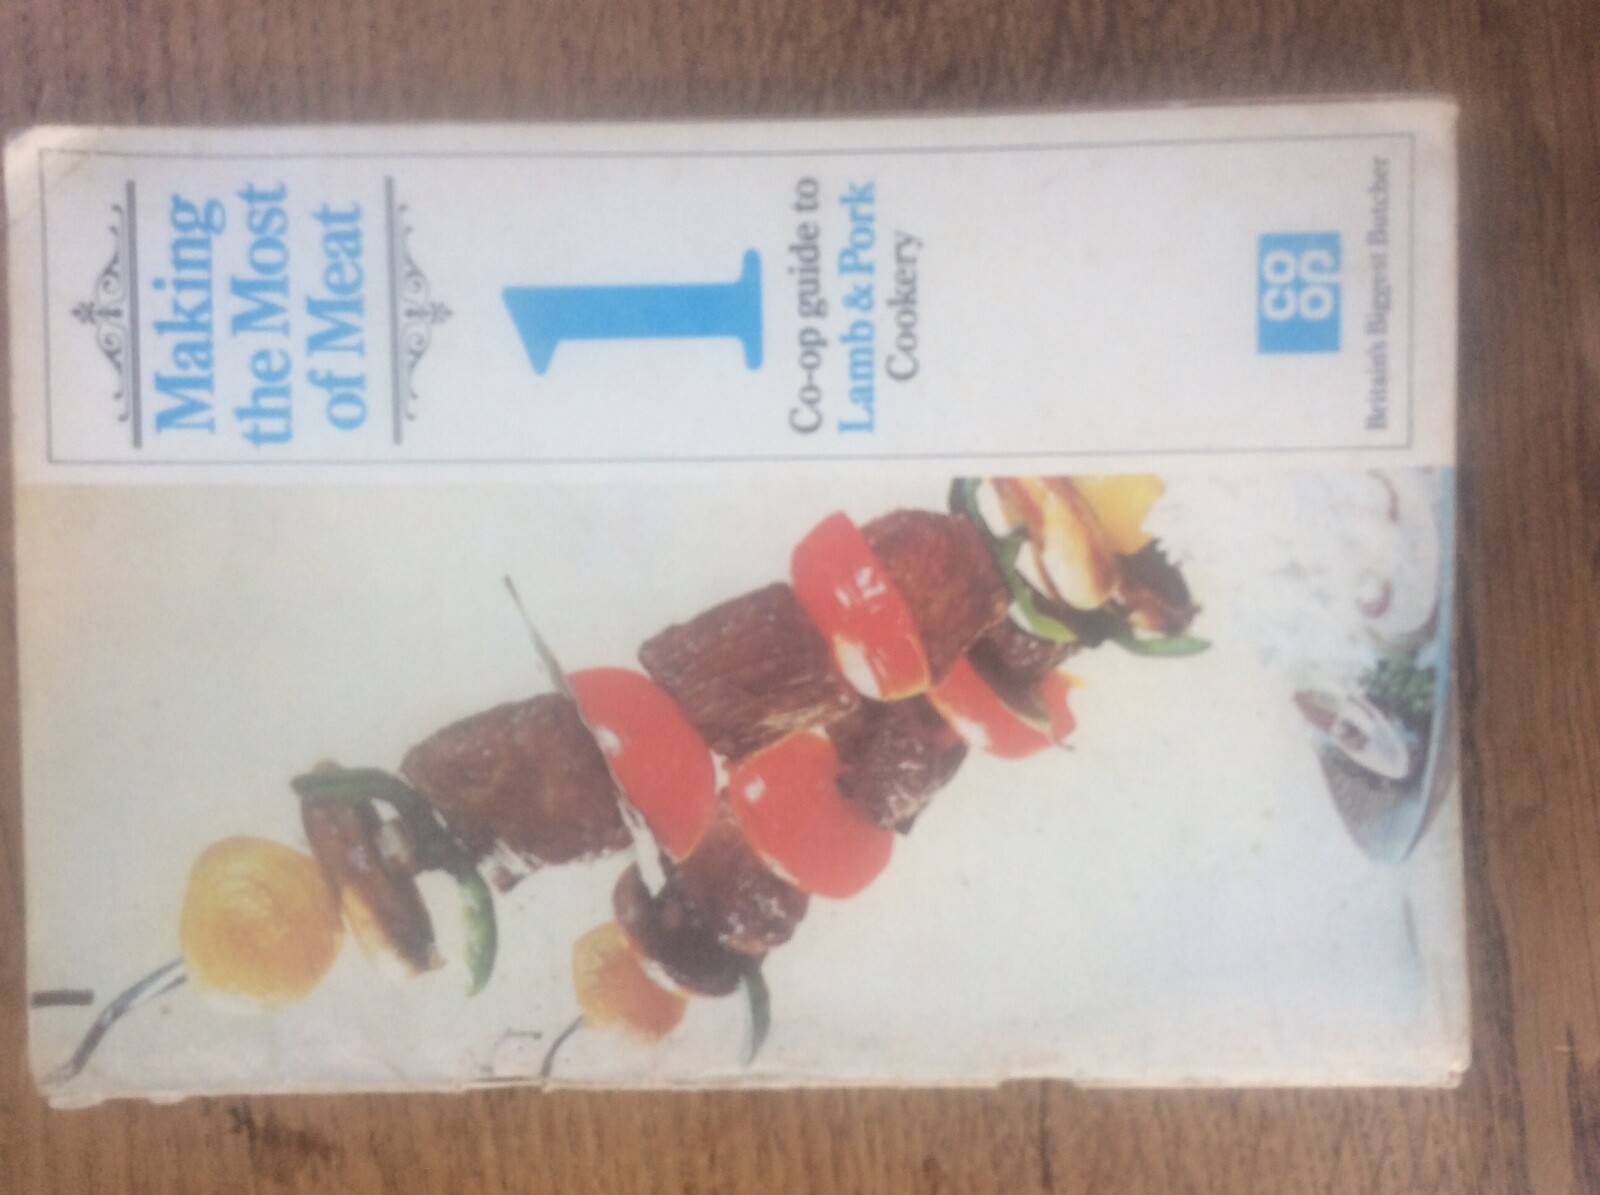 Making
the Most
of Meat
1
Co-op guide to
Lamb & Pork
Cookery
CO
OP
Britain's Biggest Butcher